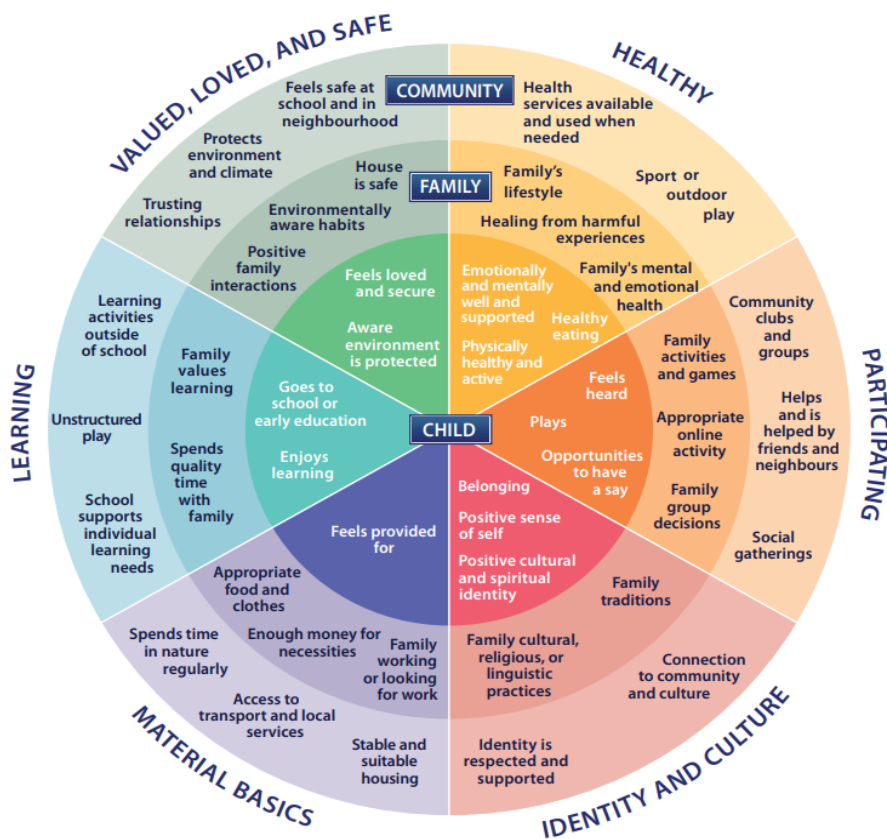 VALUED, LOVED, AND SAFE
COMMUNITY
Feels safe at
school and in
neighbourhood
Protects
environment
and climate
Trusting
relationships
FAMILY
House
is safe
Environmentally
aware habits
Positive
family
interactions
Feels loved
and secure
Aware
environment
is protected
HEALTHY
Health
services available
and used when
needed
Sport or
outdoor
play
Family's
lifestyle
Healing from harmful
experiences
Family's mental
and emotional
health
Emotionally
and mentally
well and
supported
Healthy
eating
Physically
healthy and
active
PARTICIPATING
Community
clubs
and
groups
Helps
and is
helped by
friends and
neighbours
Social
gatherings
Family
activities
and games
Appropriate
online
activity
Family
group
decisions
Feels
heard
Plays
Opportunities
to have
a say
CHILD
IDENTITY AND CULTURE
Connection
to community
and culture
Identity is
respected and
supported
Family
traditions
Family cultural,
religious, or
linguistic
practices
Belonging
Positive sense
of self
Positive cultural
and spiritual
identity
MATERIAL BASICS
Spends time
in nature
regularly
Access to
transport and local
services
Stable and
suitable
housing
Appropriate
food and
clothes
Enough money for
necessities
Family
working
or looking
for work
Feels provided
for
LEARNING
Learning
activities
outside
of school
Unstructured
play
School
supports
individual
learning
needs
Family
values
learning
Spends
quality
time
with
family
Goes to
school or
early education
Enjoys
learning